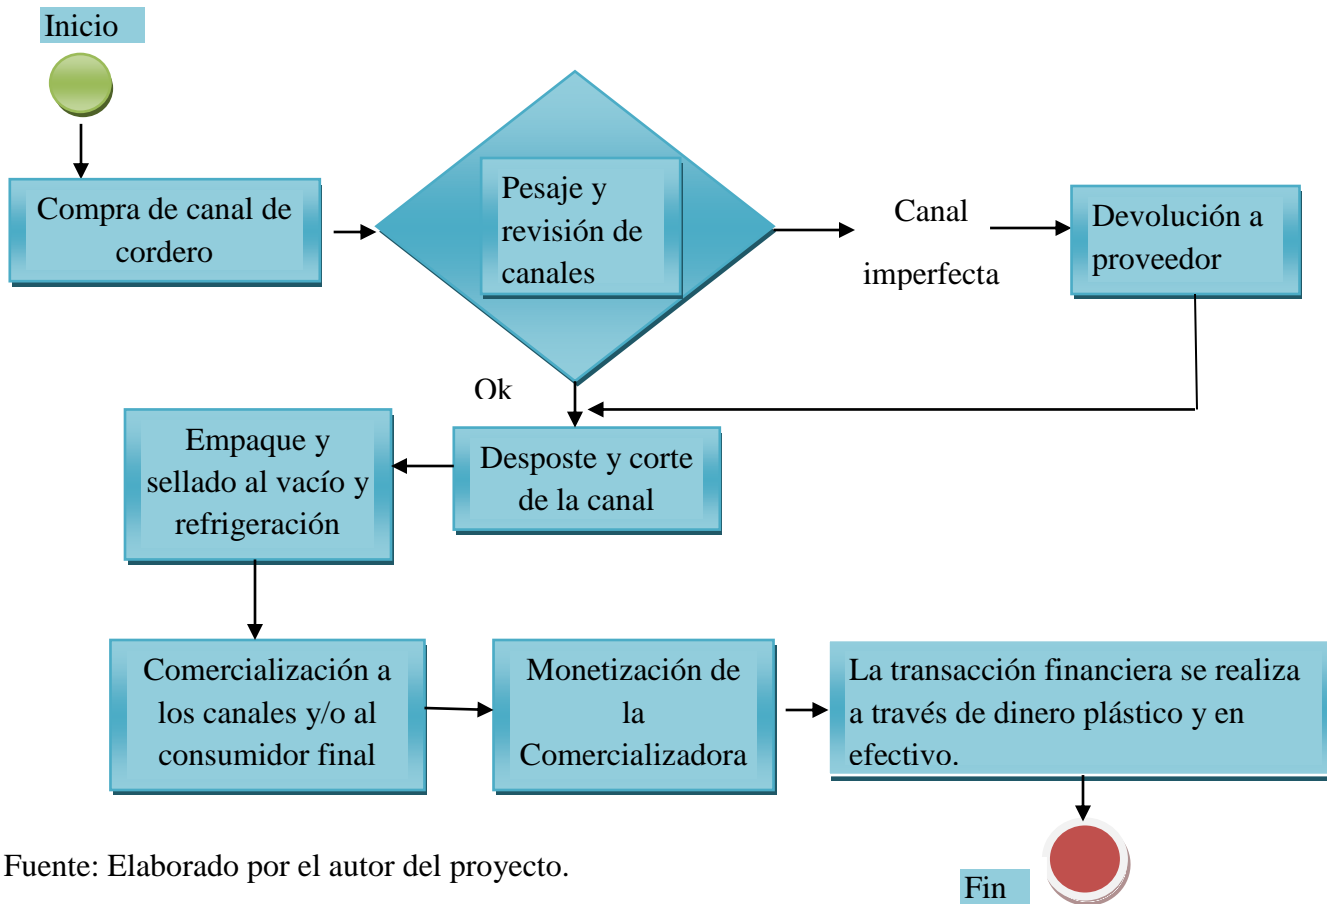 Inicio
Compra de canal de
cordero
Pesaje y
revisión de
canales
Canal
imperfecta
Devolución a
proveedor
Ok
Desposte y corte
de la canal
Empaque y
sellado al vacío y
refrigeración
Comercialización a
los canales y/o al
consumidor final
Monetización de
la
Comercializadora
La transacción financiera se realiza
a través de dinero plástico y en
efectivo.
Fin
Fuente: Elaborado por el autor del proyecto.